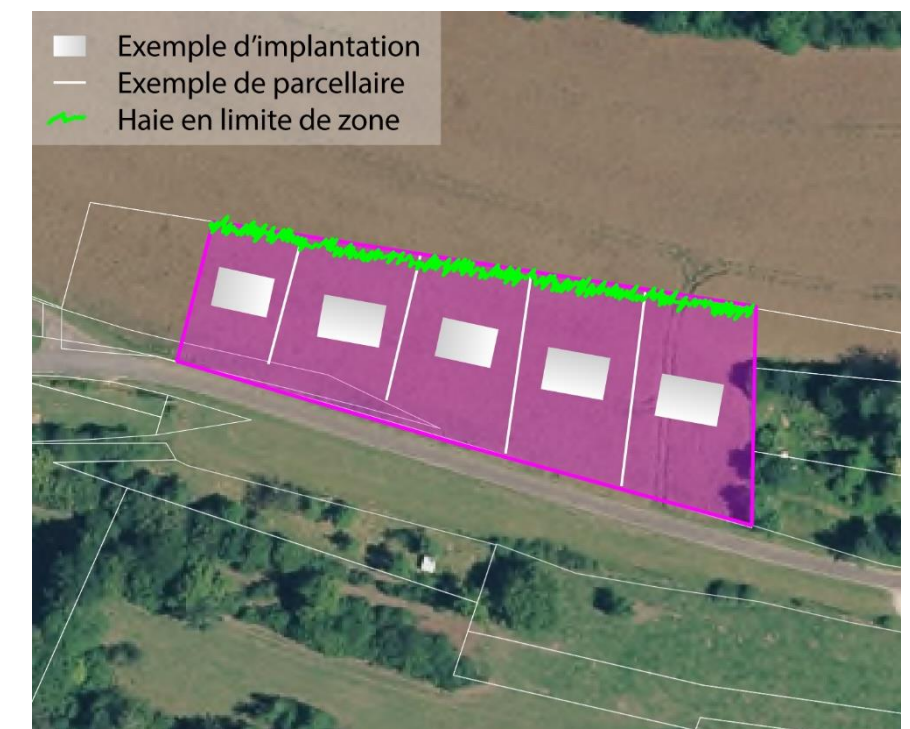 Exemple d’implantation
Exemple de parcellaire
Haie en limite de zone